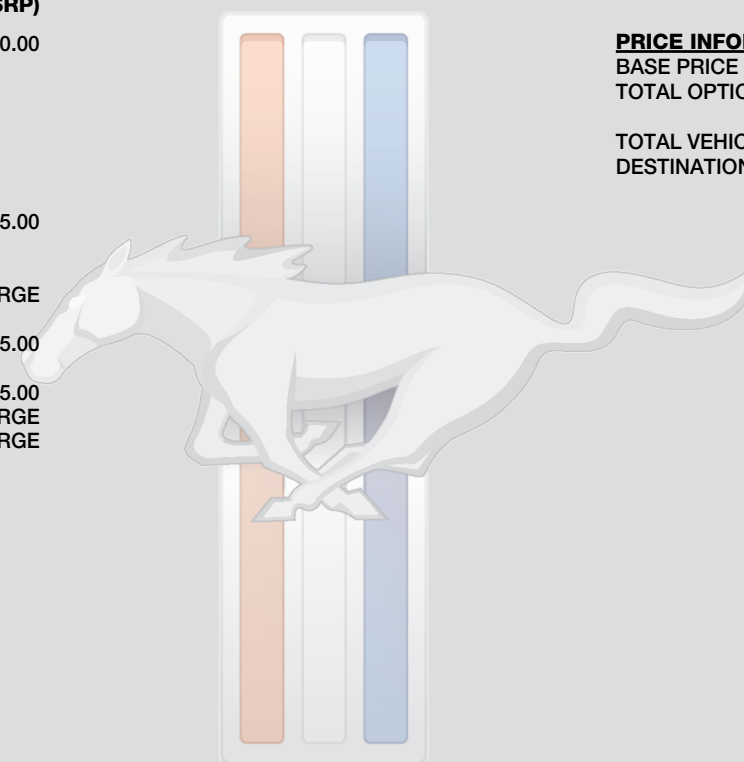 SRP)
0.00
5.00
RGE
5.00
5.00
RGE
RGE
PRICE INFO
BASE PRICE
TOTAL OPTIO
TOTAL VEHIC
DESTINATION